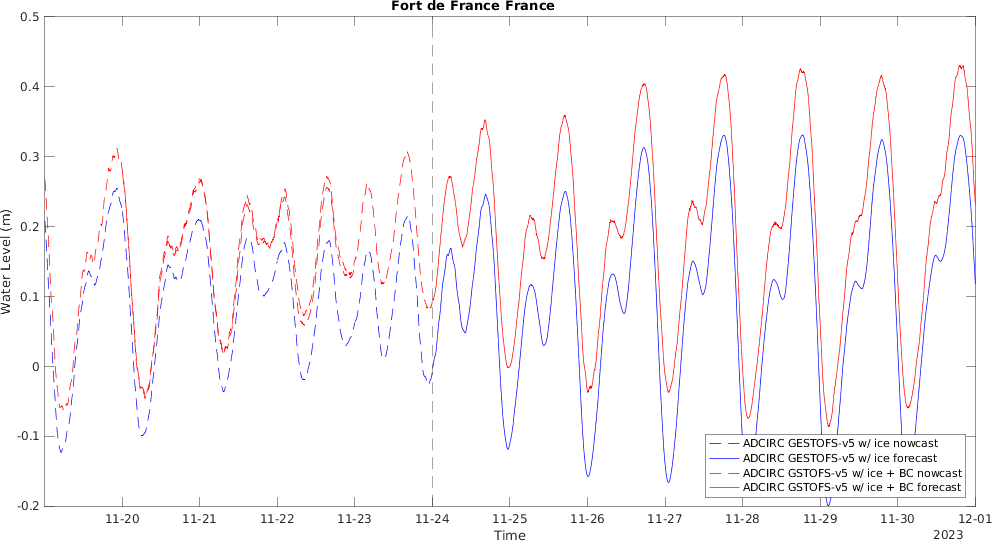 Fort de France France
0.5
0.4
0.3
0.2
0.1
0
-0.1
-0.2
Water Level (m)
ADCIRC GESTOFS-v5 w/ ice nowcast
ADCIRC GESTOFS-v5 w/ ice forecast
ADCIRC GSTOFS-v5 w/ ice + BC nowcast
ADCIRC GSTOFS-v5 w/ ice + BC forecast
11-20 11-21 11-22 11-23 11-24 11-25 11-26 11-27 11-28 11-29 11-30 12-01
Time
2023